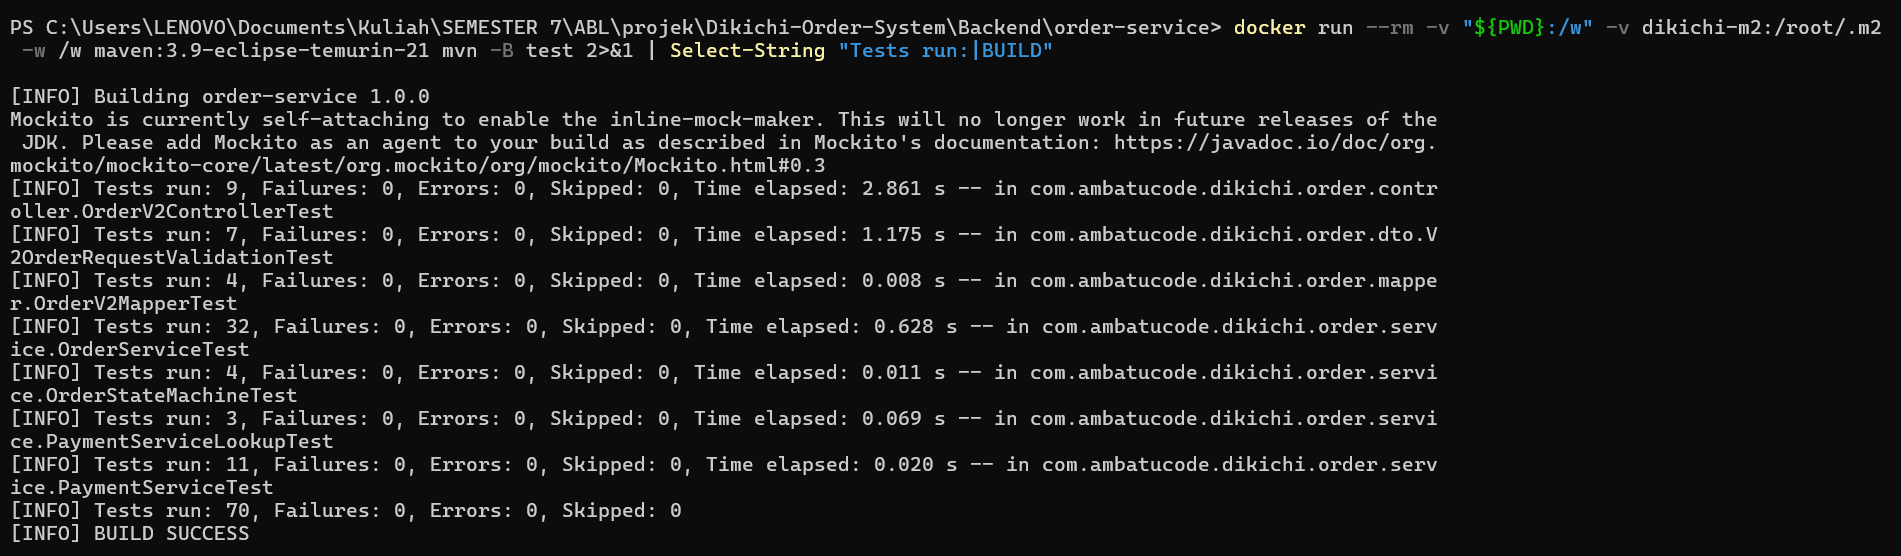 PS C:\Users\LENOVO\Documents\Kuliah\SEMESTER 7\ABL\projek\Dikichi-Order-System\Backend\order-service> docker run --rm -v "${PWD}:/w" -v dikichi-m2:/root/.m2
 -w /w maven:3.9-eclipse-temurin-21 mvn -B test 2>&1 | Select-String "Tests run:|BUILD"

[INFO] Building order-service 1.0.0
Mockito is currently self-attaching to enable the inline-mock-maker. This will no longer work in future releases of the
 JDK. Please add Mockito as an agent to your build as described in Mockito's documentation: https://javadoc.io/doc/org.
mockito/mockito-core/latest/org.mockito/org/mockito/Mockito.html#0.3
[INFO] Tests run: 9, Failures: 0, Errors: 0, Skipped: 0, Time elapsed: 2.861 s -- in com.ambatucode.dikichi.order.contr
oller.OrderV2ControllerTest
[INFO] Tests run: 7, Failures: 0, Errors: 0, Skipped: 0, Time elapsed: 1.175 s -- in com.ambatucode.dikichi.order.dto.V
2OrderRequestValidationTest
[INFO] Tests run: 4, Failures: 0, Errors: 0, Skipped: 0, Time elapsed: 0.008 s -- in com.ambatucode.dikichi.order.mappe
r.OrderV2MapperTest
[INFO] Tests run: 32, Failures: 0, Errors: 0, Skipped: 0, Time elapsed: 0.628 s -- in com.ambatucode.dikichi.order.serv
ice.OrderServiceTest
[INFO] Tests run: 4, Failures: 0, Errors: 0, Skipped: 0, Time elapsed: 0.011 s -- in com.ambatucode.dikichi.order.servi
ce.OrderStateMachineTest
[INFO] Tests run: 3, Failures: 0, Errors: 0, Skipped: 0, Time elapsed: 0.069 s -- in com.ambatucode.dikichi.order.servi
ce.PaymentServiceLookupTest
[INFO] Tests run: 11, Failures: 0, Errors: 0, Skipped: 0, Time elapsed: 0.020 s -- in com.ambatucode.dikichi.order.serv
ice.PaymentServiceTest
[INFO] Tests run: 70, Failures: 0, Errors: 0, Skipped: 0
[INFO] BUILD SUCCESS